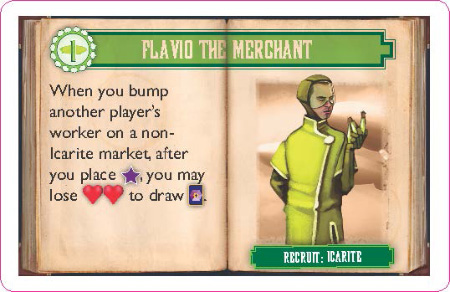 1
FLAVIO THE MERCHANT
When you bump
another player's
worker on a non-
Icarite market, after
you place , you may
lose to draw .
RECRUIT: ICARITE